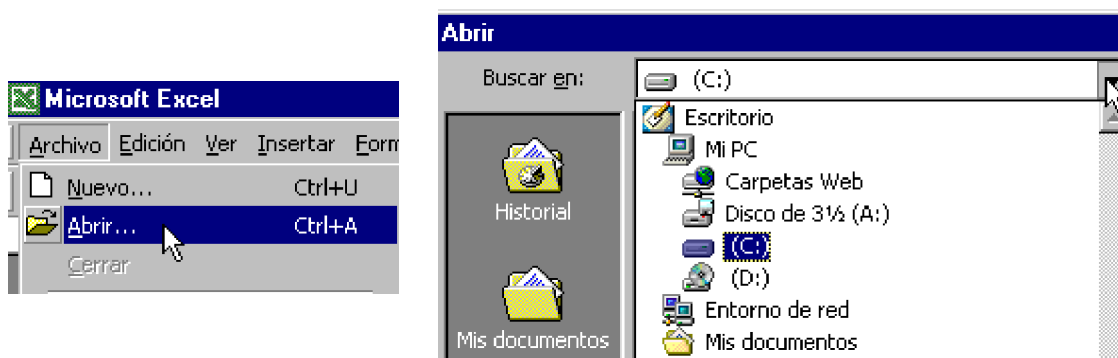 Microsoft Excel
Archivo Edición Ver Insertar Form
Nuevo... Ctrl+U
Abrir... Ctrl+A
Cerrar
Abrir
Buscar en: (C:)
Historial
Mis documentos
Escritorio
Mi PC
Carpetas Web
Disco de 3½ (A:)
(C:)
(D:)
Entorno de red
Mis documentos